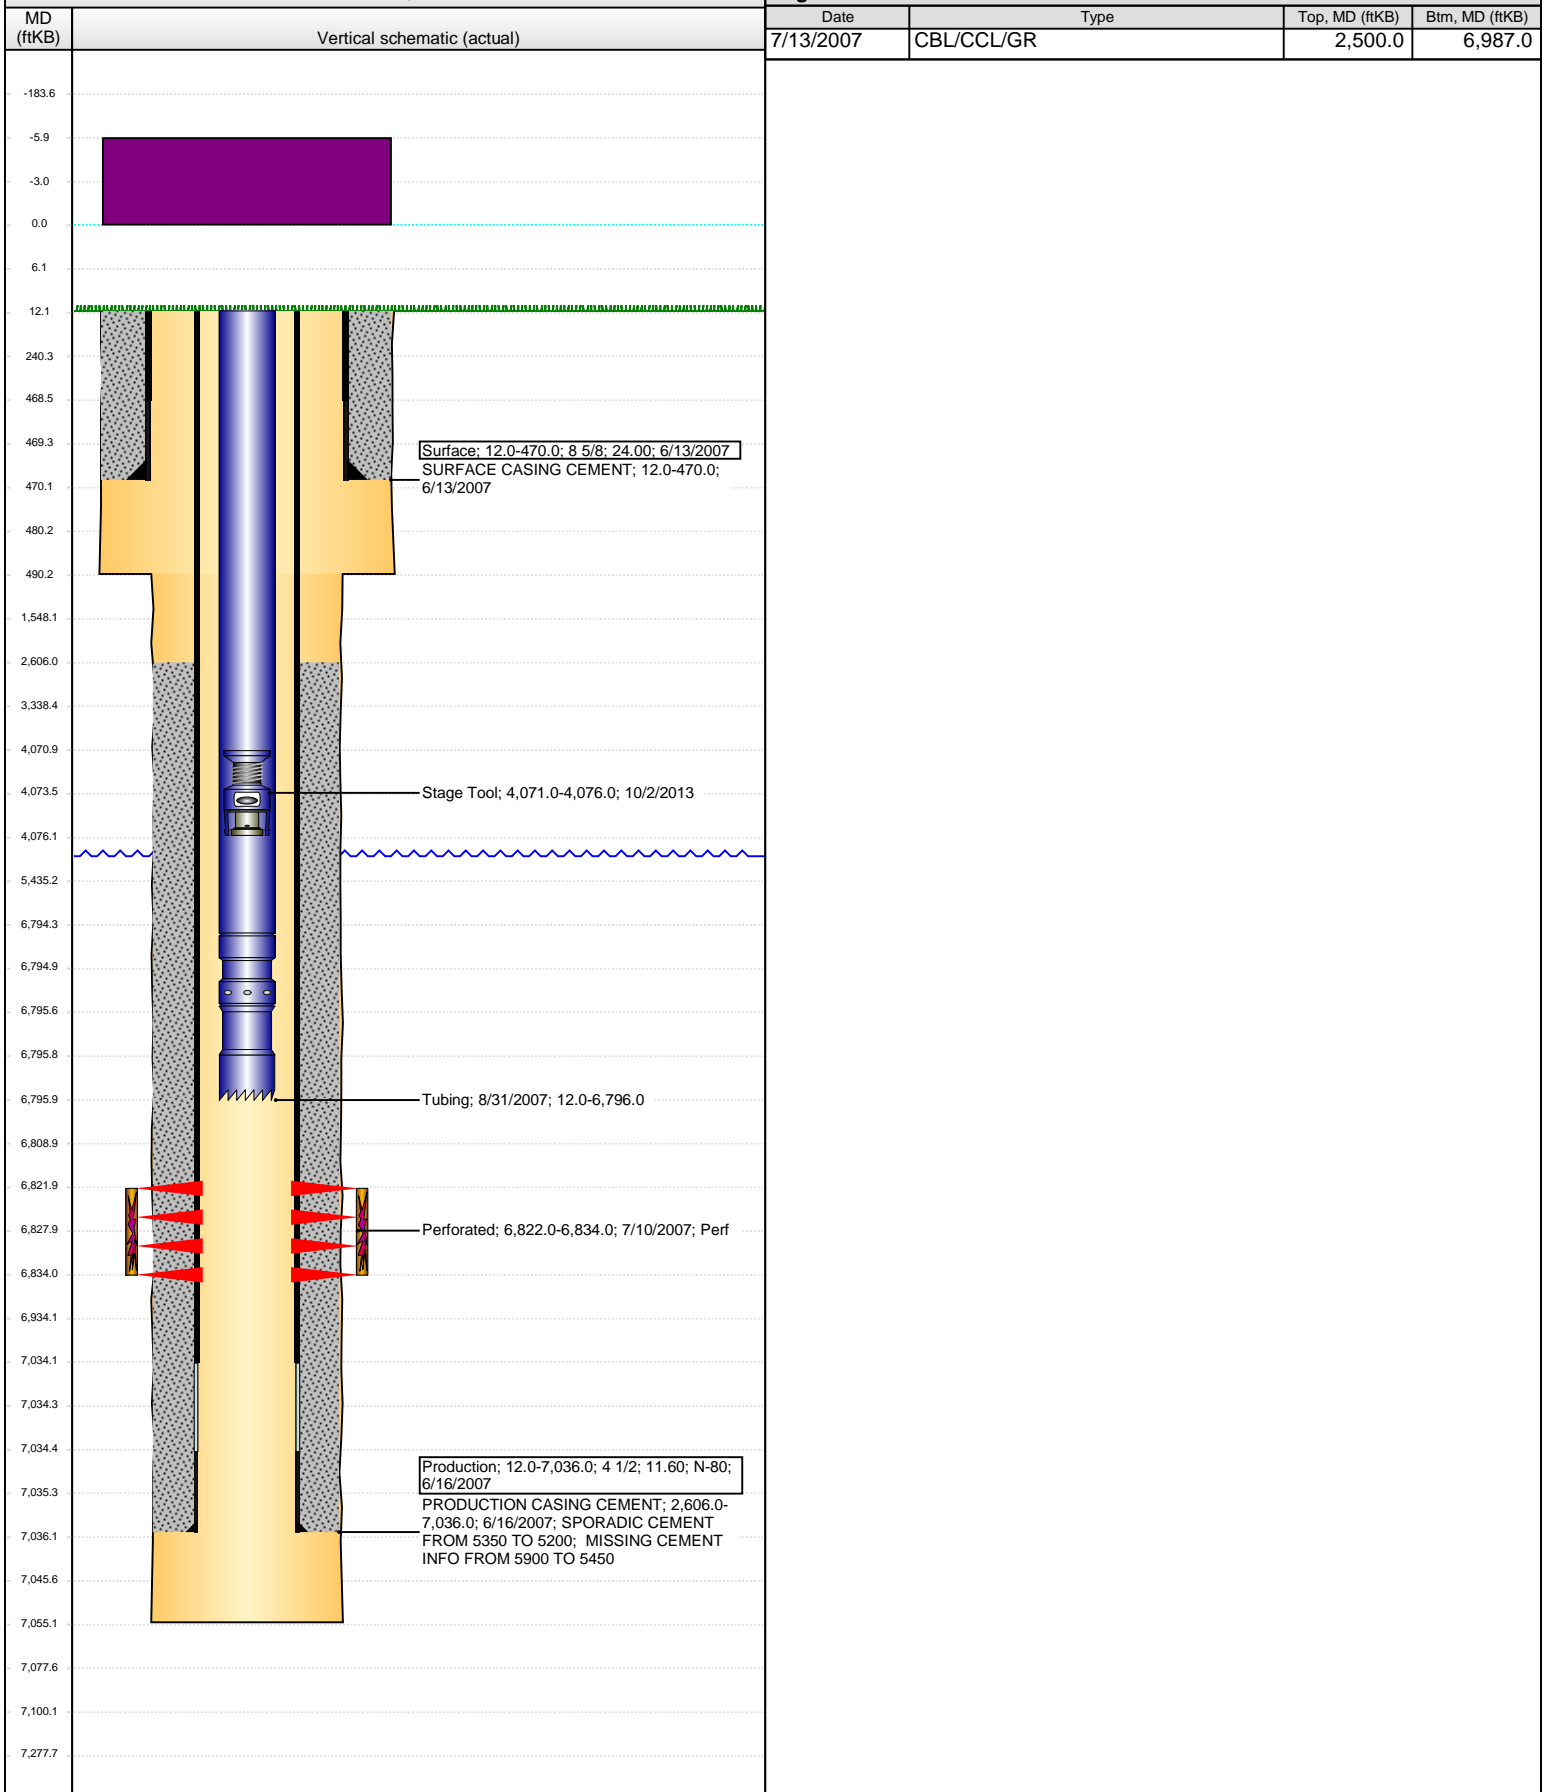 MD
(ftKB)
Vertical schematic (actual)
Date
Type
Top, MD (ftKB)
Btm, MD (ftKB)
7/13/2007
CBL/CCL/GR
2,500.0
6,987.0
-183.6
-5.9
-3.0
0.0
6.1
12.1
240.3
468.5
469.3
470.1
480.2
490.2
1,548.1
2,606.0
3,338.4
4,070.9
4,073.5
4,076.1
5,435.2
6,794.3
6,794.9
6,795.6
6,795.8
6,795.9
6,808.9
6,821.9
6,827.9
6,834.0
6,934.1
7,034.1
7,034.3
7,034.4
7,035.3
7,036.1
7,045.6
7,055.1
7,077.6
7,100.1
7,277.7
Surface; 12.0-470.0; 8 5/8; 24.00; 6/13/2007
SURFACE CASING CEMENT; 12.0-470.0;
6/13/2007
Stage Tool; 4,071.0-4,076.0; 10/2/2013
Tubing; 8/31/2007; 12.0-6,796.0
Perforated; 6,822.0-6,834.0; 7/10/2007; Perf
Production; 12.0-7,036.0; 4 1/2; 11.60; N-80;
6/16/2007
PRODUCTION CASING CEMENT; 2,606.0-
7,036.0; 6/16/2007; SPORADIC CEMENT
FROM 5350 TO 5200;  MISSING CEMENT
INFO FROM 5900 TO 5450